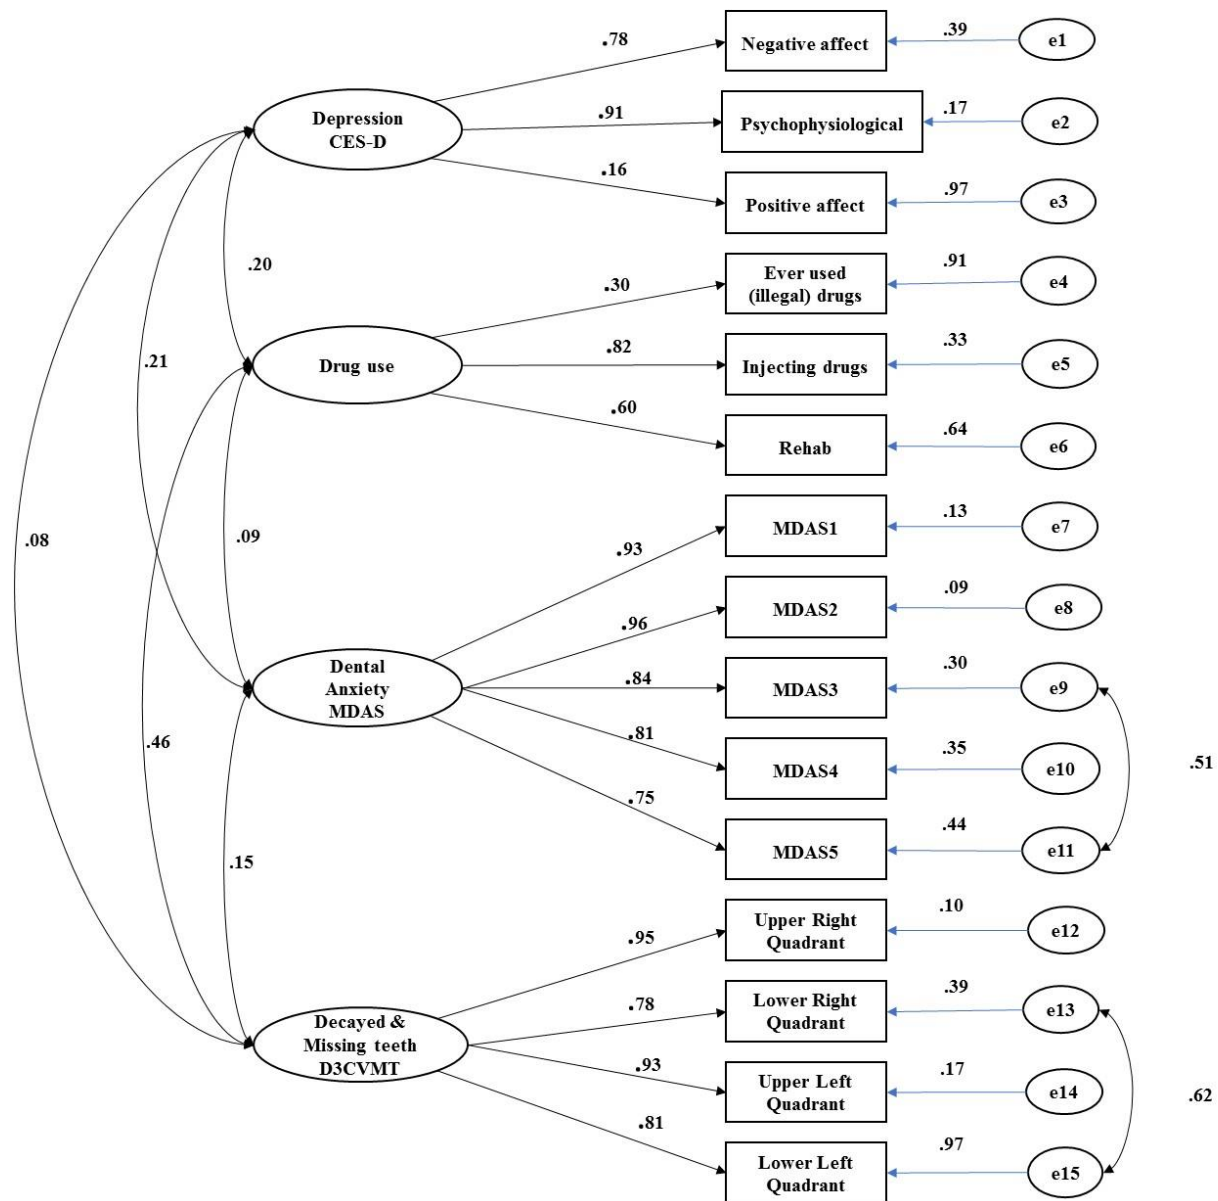 .78
Negative affect
.39
e1
Depression
CES-D
.91
Psychophysiological
.17
e2
.16
Positive affect
.97
e3
.20
.30
Ever used
(illegal) drugs
.91
e4
.21
Drug use
.82
Injecting drugs
.33
e5
.60
Rehab
.64
e6
.08
.09
.93
MDAS1
.13
e7
.96
MDAS2
.09
e8
Dental
Anxiety
MDAS
.84
MDAS3
.30
e9
.46
.81
MDAS4
.35
e10
.51
.75
MDAS5
.44
e11
.15
.95
Upper Right
Quadrant
.10
e12
Decayed &
Missing teeth
D3CVMT
.78
Lower Right
Quadrant
.39
e13
.93
Upper Left
Quadrant
.17
e14
.62
.81
Lower Left
Quadrant
.97
e15